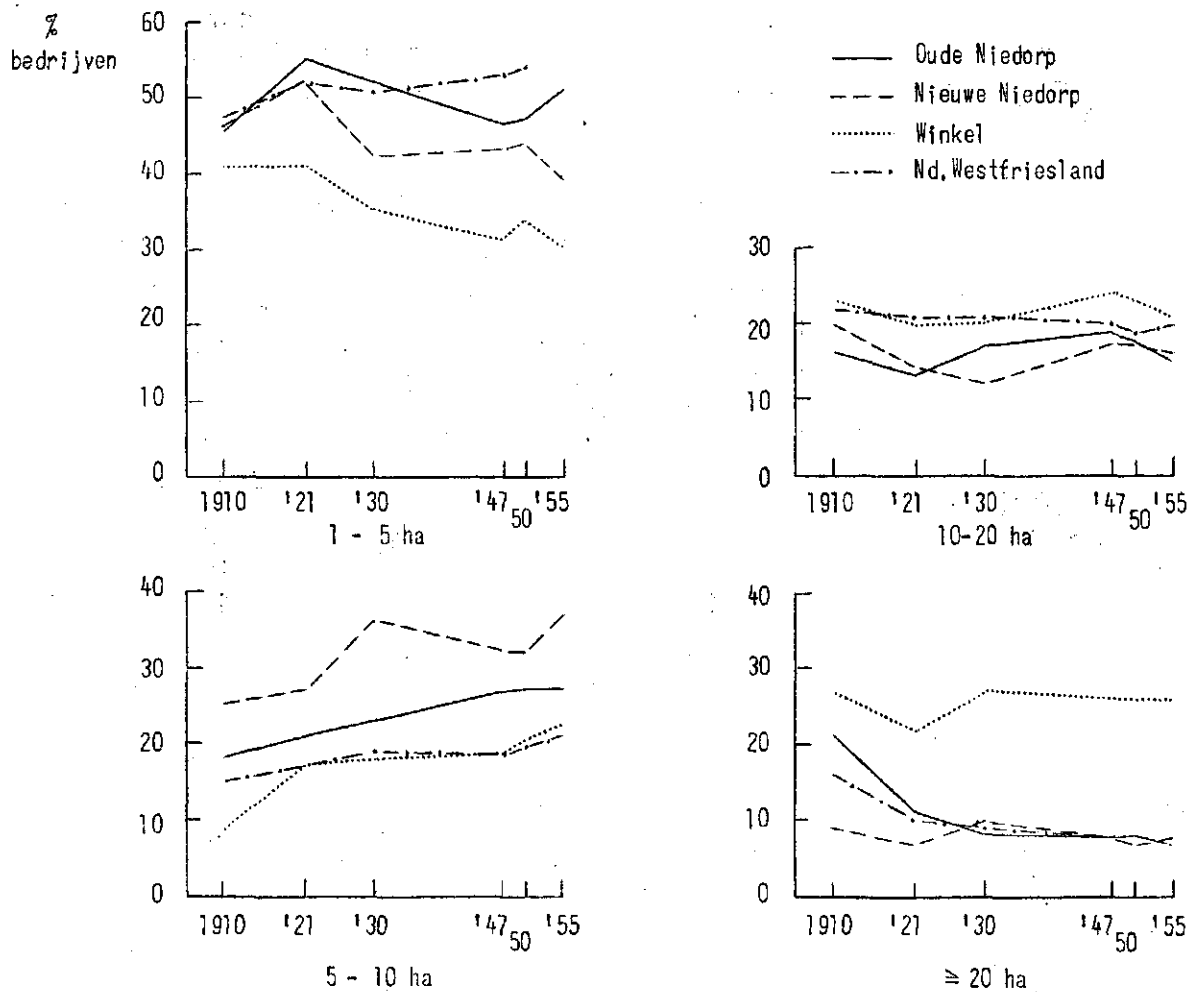 %
bedrijven
60
50
40
30
20
10
0
1910 '21 '30 '47 50 '55
1 - 5 ha
Oude Niedorp
Nieuwe Niedorp
Winkel
Nd.Westfriesland
30
20
10
0
1910 '21 '30 '47 50 '55
10-20 ha
40
30
20
10
0
1910 '21 '30 '47 50 '55
5 - 10 ha
40
30
20
10
0
1910 '21 '30 '47 50 '55
≧ 20 ha